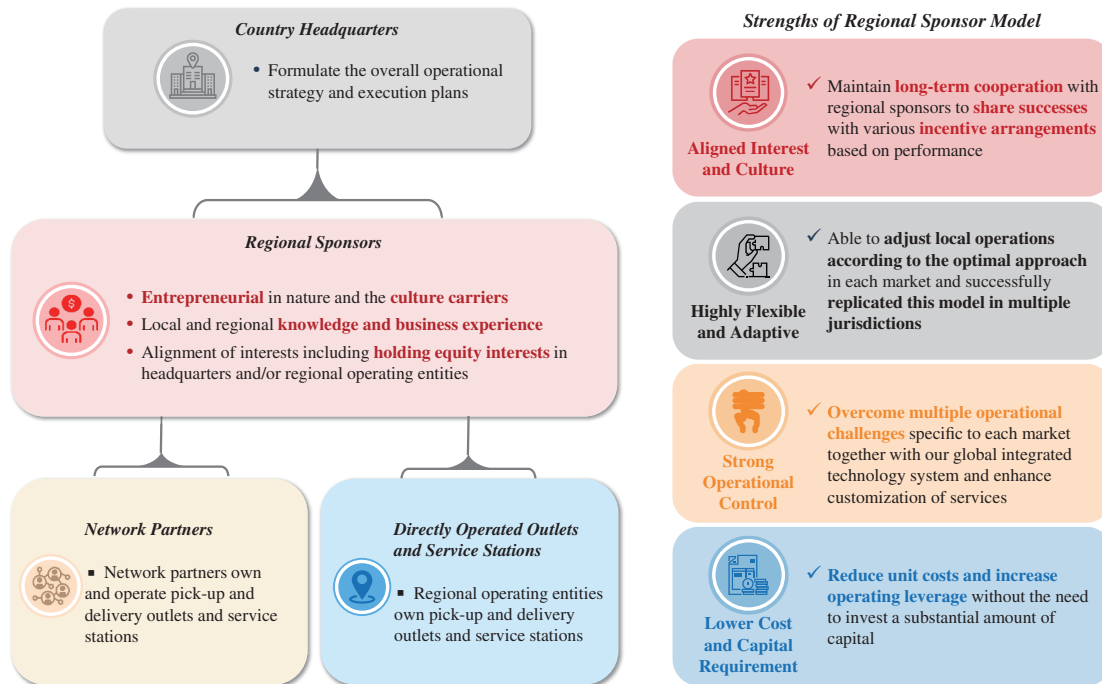 Country Headquarters
• Formulate the overall operational
strategy and execution plans
Regional Sponsors
$
• Entrepreneurial in nature and the culture carriers
• Local and regional knowledge and business experience
• Alignment of interests including holding equity interests in
headquarters and/or regional operating entities
Network Partners
▪ Network partners own
and operate pick-up and
delivery outlets and service
stations
Directly Operated Outlets
and Service Stations
▪ Regional operating entities
own pick-up and delivery
outlets and service stations
Strengths of Regional Sponsor Model
Aligned Interest
and Culture
✓ Maintain long-term cooperation with
regional sponsors to share successes
with various incentive arrangements
based on performance
Highly Flexible
and Adaptive
✓ Able to adjust local operations
according to the optimal approach
in each market and successfully
replicated this model in multiple
jurisdictions
Strong
Operational
Control
✓ Overcome multiple operational
challenges specific to each market
together with our global integrated
technology system and enhance
customization of services
Lower Cost
and Capital
Requirement
✓ Reduce unit costs and increase
operating leverage without the need
to invest a substantial amount of
capital